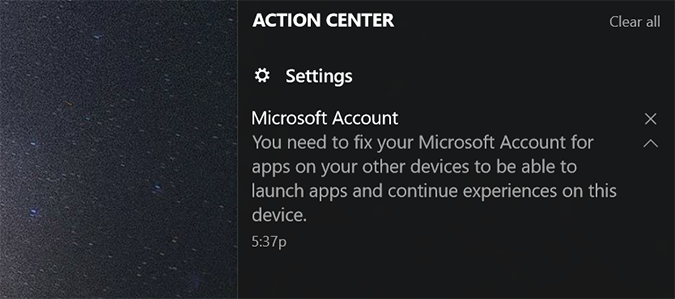 ACTION CENTER
Clear all
Settings
Microsoft Account
You need to fix your Microsoft Account for
apps on your other devices to be able to
launch apps and continue experiences on this
device.
5:37p